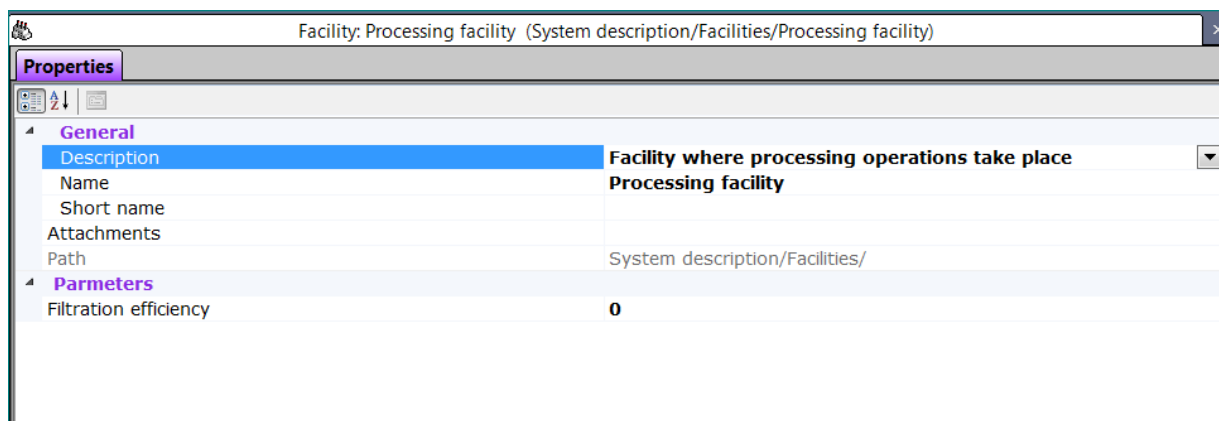 Facility: Processing facility (System description/Facilities/Processing facility)
Properties
General
Description Facility where processing operations take place
Name Processing facility
Short name
Attachments
Path System description/Facilities/
Parmeters
Filtration efficiency 0